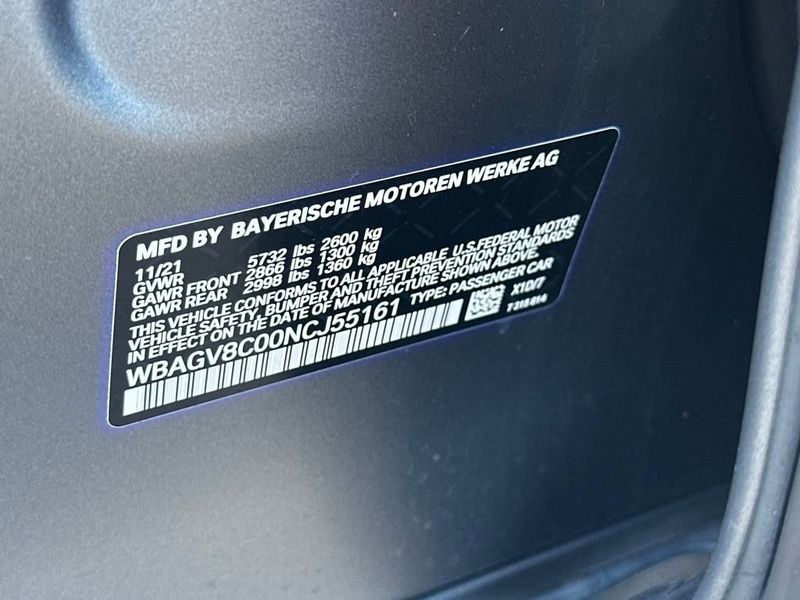 MFD BY BAYERISCHE MOTOREN WERKE AG
11/21
GVWR 5732 lbs 2600 kg
GAWR FRONT 2866 lbs 1300 kg
GAWR REAR 2998 lbs 1360 kg
THIS VEHICLE CONFORMS TO ALL APPLICABLE U.S.FEDERAL MOTOR
VEHICLE SAFETY, BUMPER AND THEFT PREVENTION STANDARDS
IN EFFECT ON THE DATE OF MANUFACTURE SHOWN ABOVE.
WBAGV8C00NCJ55161 TYPE: PASSENGER CAR
X10/7